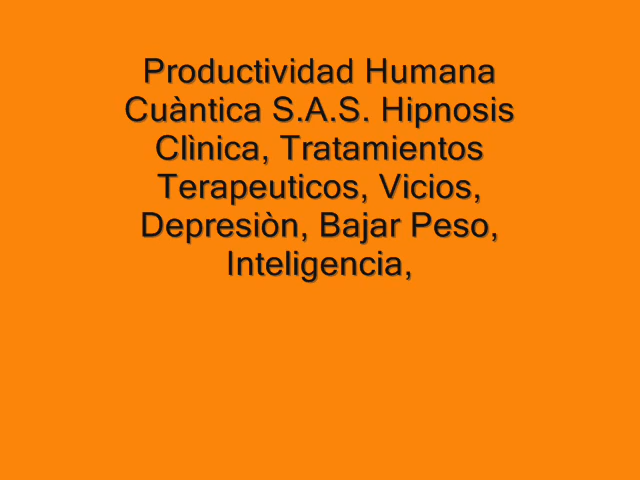 Productividad Humana
Cuàntica S.A.S. Hipnosis
Clìnica, Tratamientos
Terapeuticos, Vicios,
Depresiòn, Bajar Peso,
Inteligencia,